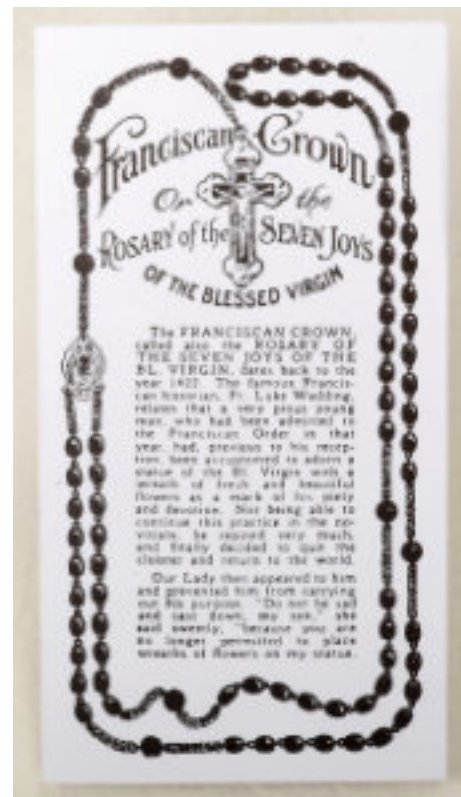 Franciscan Crown
Or the
ROSARY of the SEVEN JOYS
OF THE BLESSED VIRGIN
The FRANCISCAN CROWN,
called also the ROSARY OF
THE SEVEN JOYS OF THE
BL. VIRGIN, dates back to the
year 1422. The famous Francis-
can historian, Fr. Luke Wadding,
relates that a very pious young
man, who had been admitted to
the Franciscan Order in that
year, had, previous to his recep-
tion, been accustomed to adorn a
statue of the Bl. Virgin with a
wreath of fresh and beautiful
flowers as a mark of his piety
and devotion. Not being able to
continue this practice in the no-
vitiate, he very much,
and finally decided to quit the
cloister and return to the world.
Our Lady then appeared to him
and prevented him from carrying
out his purpose. "Do not be sad
and cast down, my son," she
said sweetly, "because you are
no longer permitted to place
wreaths of flowers on my statue.